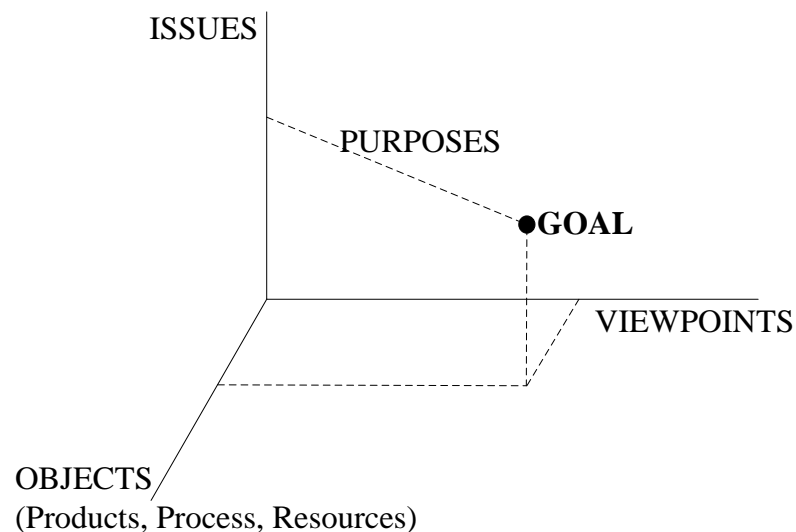 ISSUES
PURPOSES
GOAL
VIEWPOINTS
OBJECTS
(Products, Process, Resources)